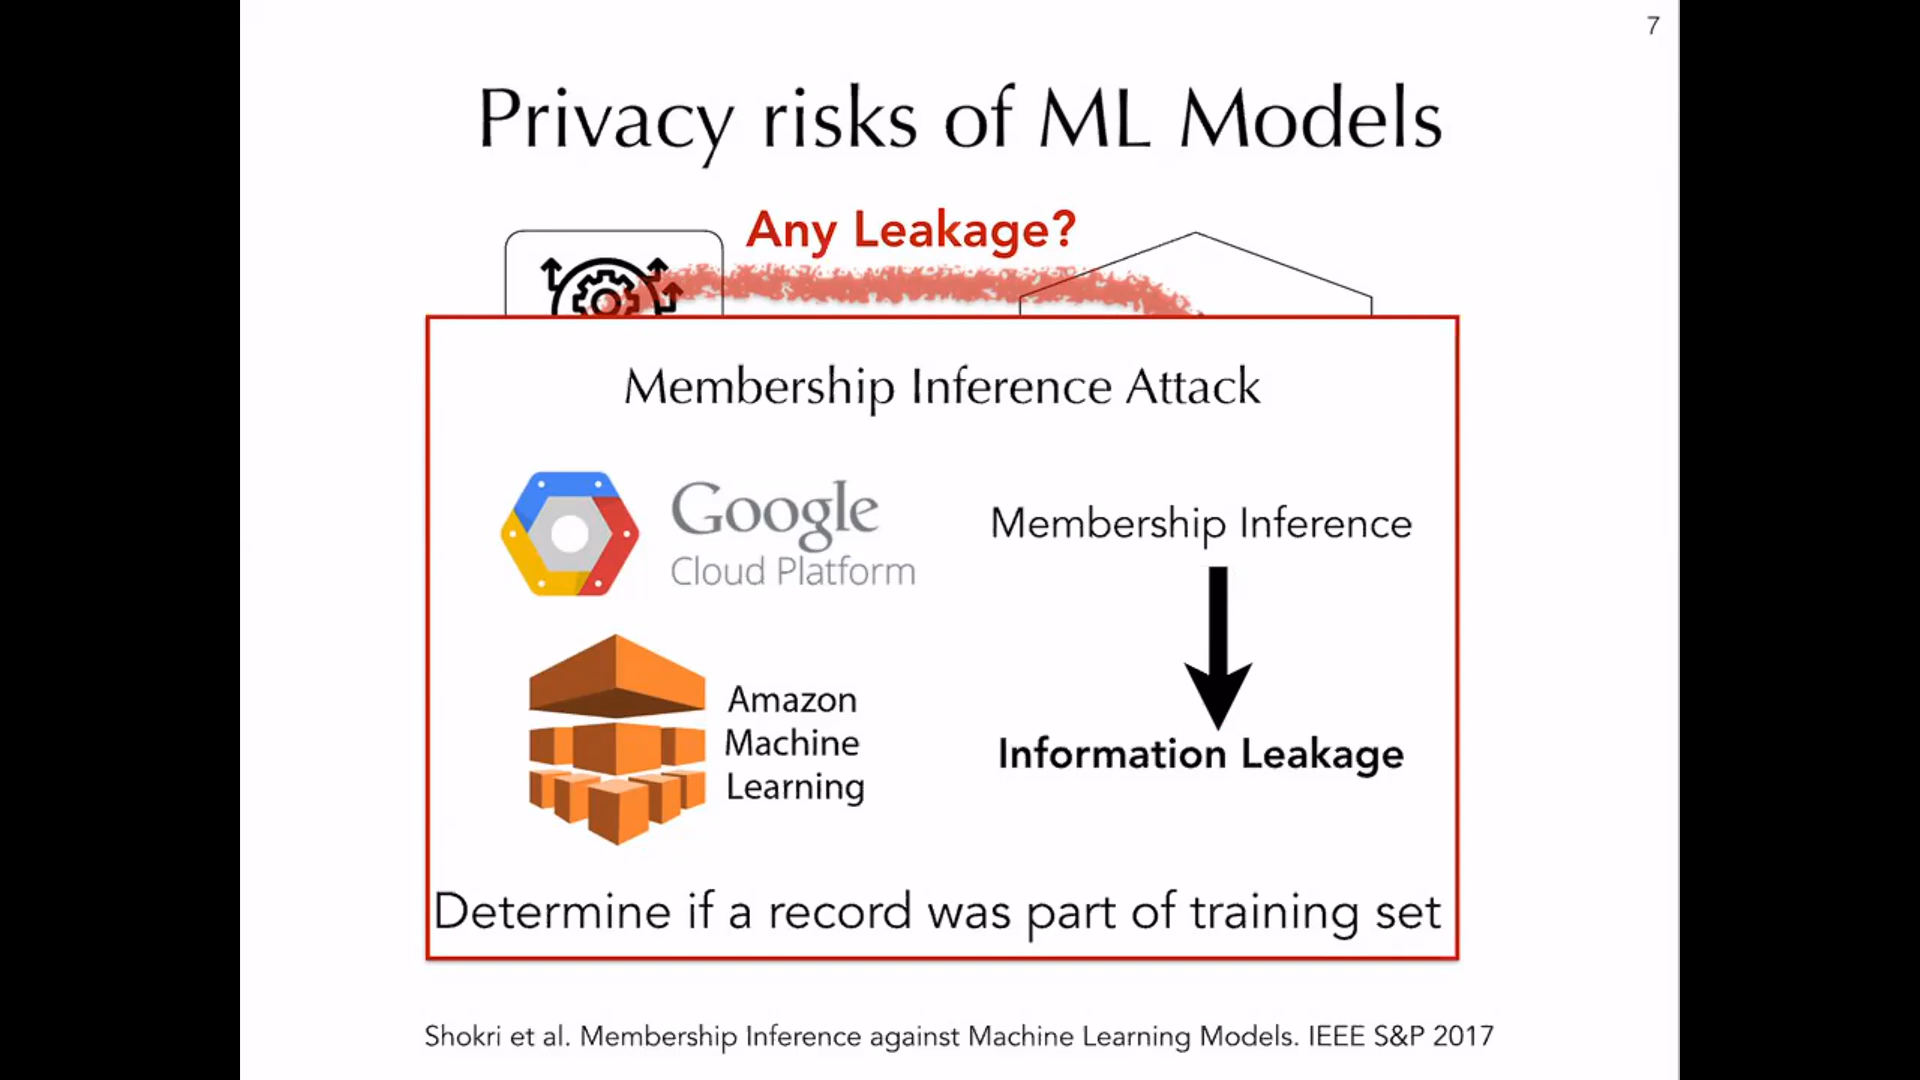 7
Privacy risks of ML Models
Any Leakage?
Membership Inference Attack
Google
Cloud Platform
Membership Inference
Amazon
Machine
Learning
Information Leakage
Determine if a record was part of training set
Shokri et al. Membership Inference against Machine Learning Models. IEEE S&P 2017